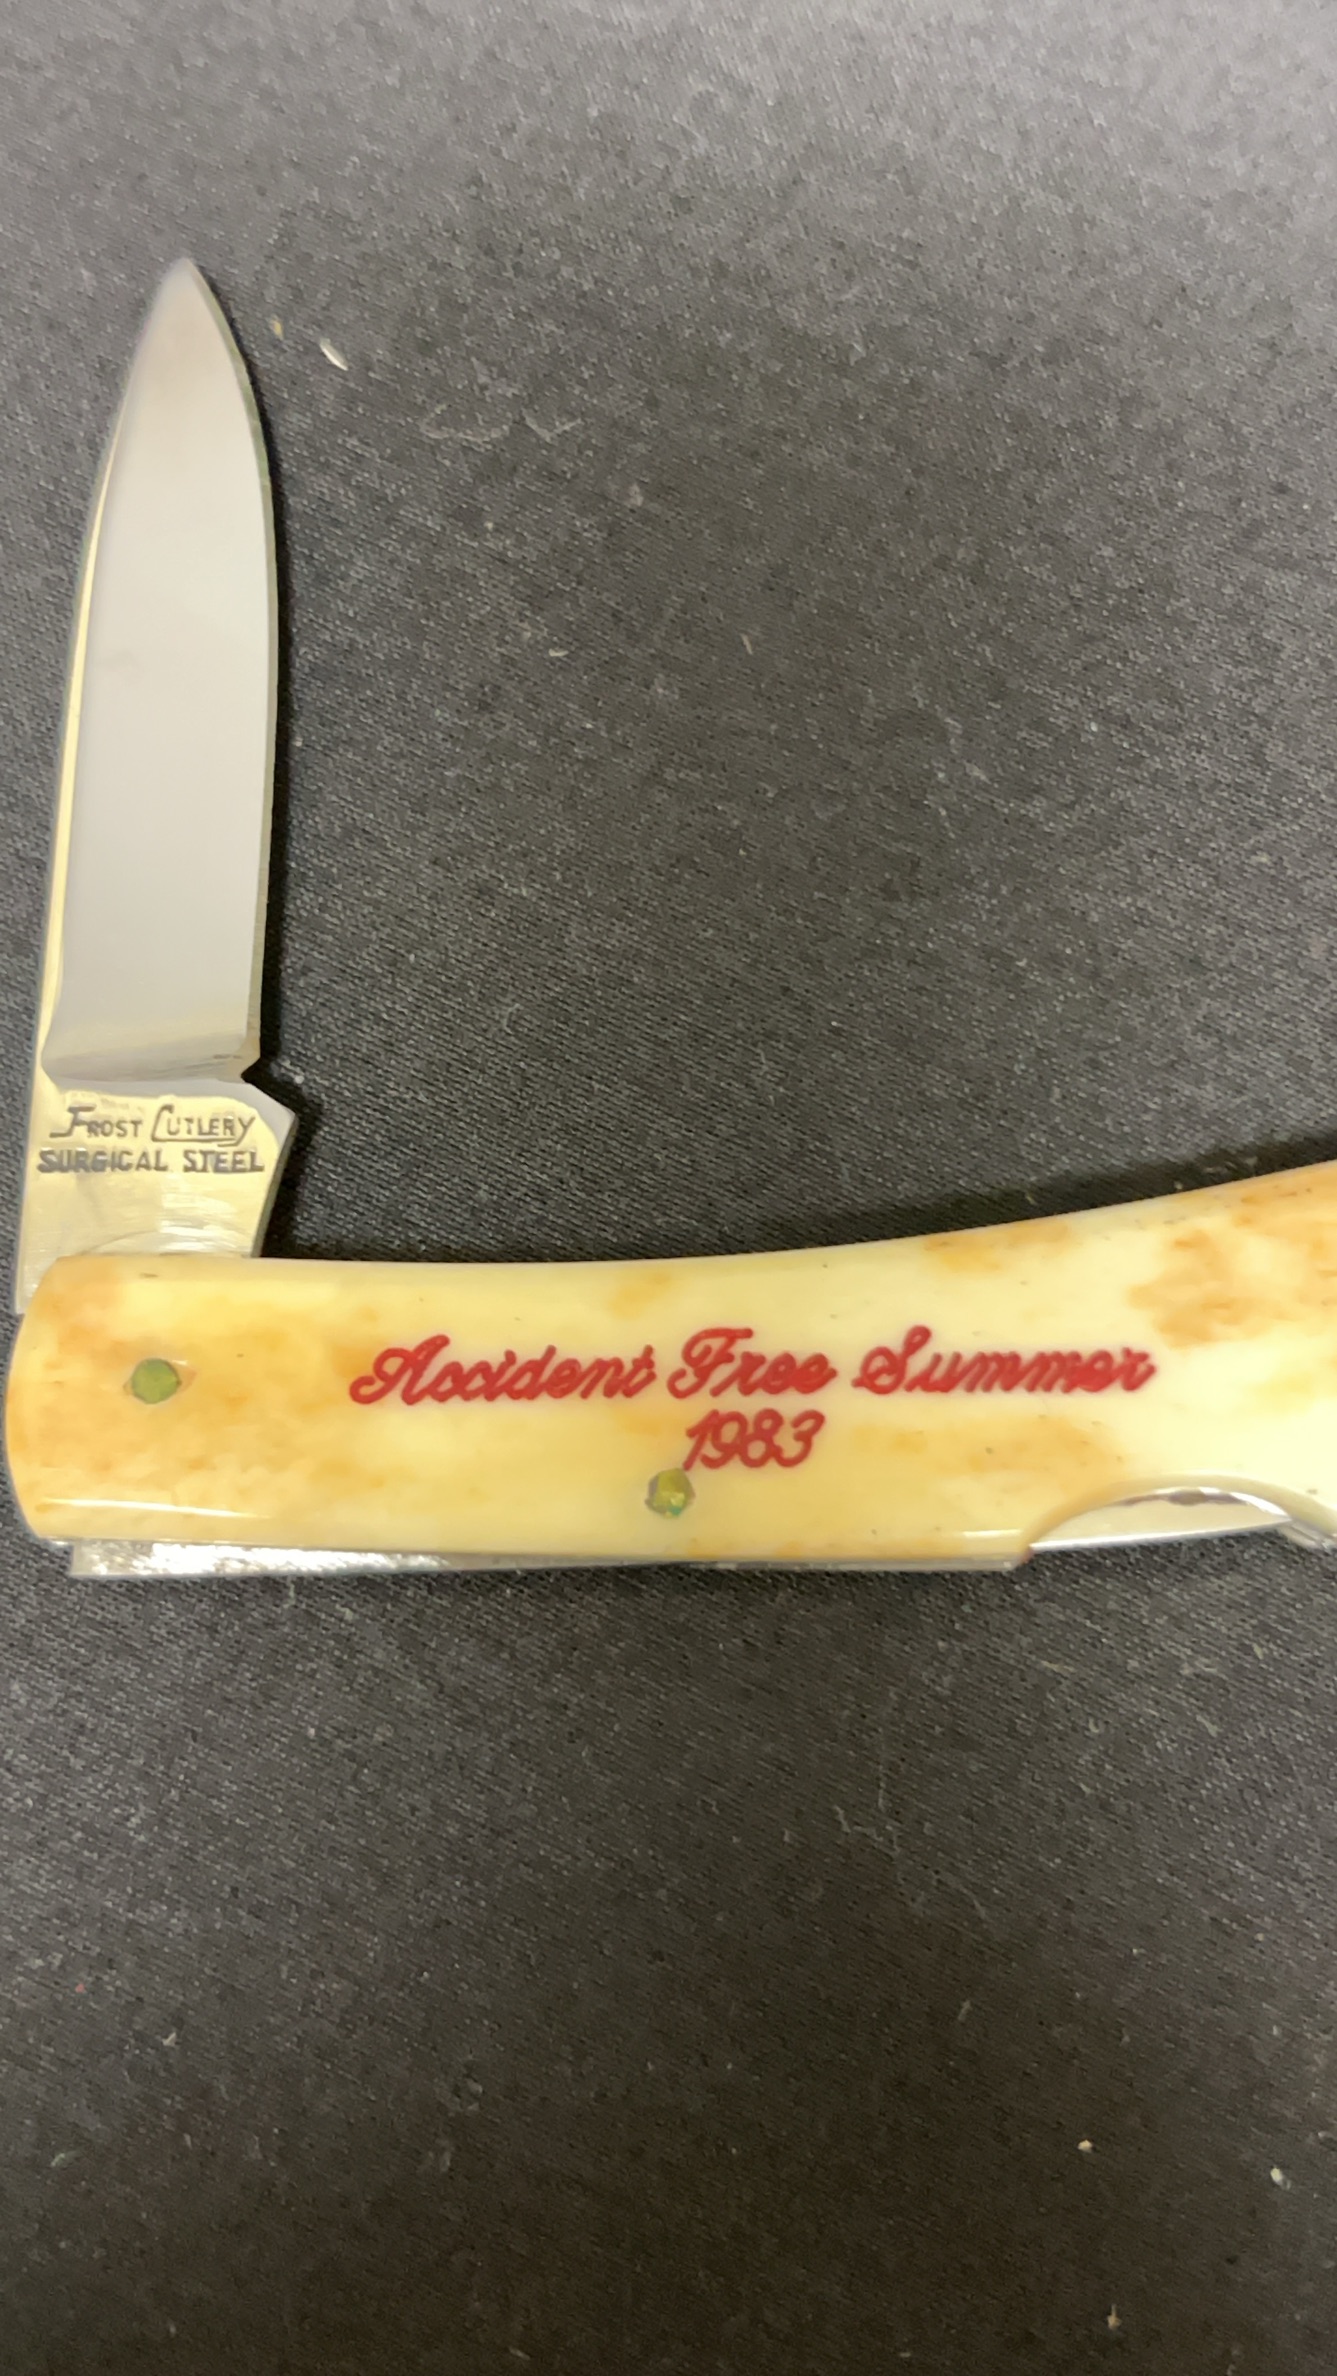 FROST CUTLERY
SURGICAL STEEL
Accident Free Summer
1983